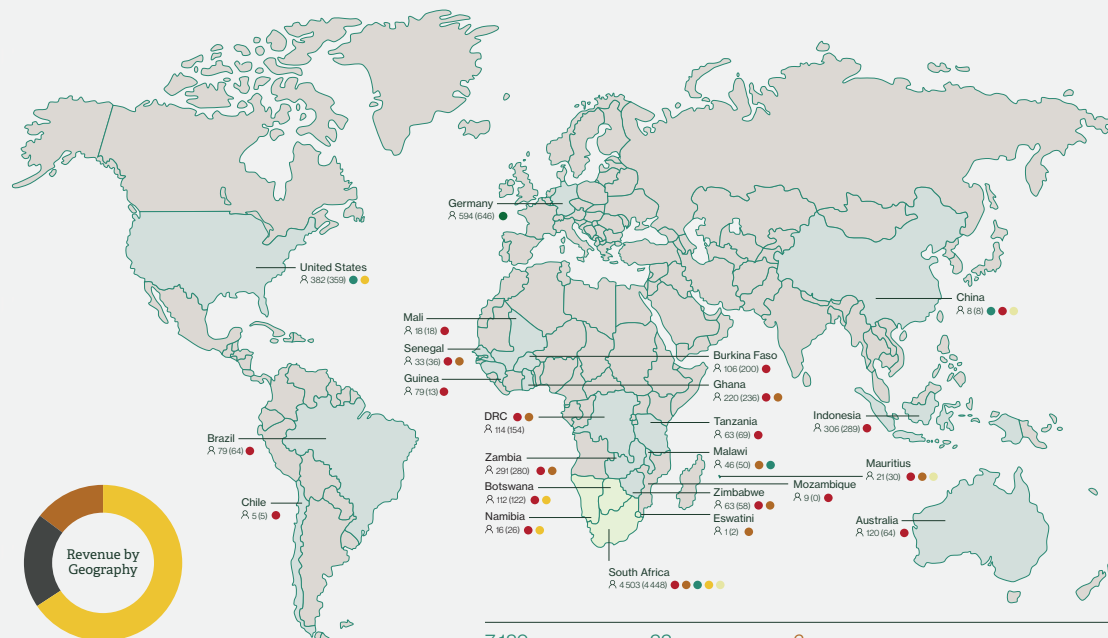 Germany
594 (646)
United States
382 (359)
China
8 (8)
Mali
18 (18)
Senegal
33 (36)
Guinea
79 (13)
Burkina Faso
106 (200)
Ghana
220 (236)
DRC
114 (154)
Tanzania
63 (69)
Indonesia
306 (289)
Brazil
79 (64)
Zambia
291 (280)
Malawi
46 (50)
Mauritius
21 (30)
Botswana
112 (122)
Mozambique
9 (0)
Zimbabwe
63 (58)
Chile
5 (5)
Namibia
16 (26)
Eswatini
1 (2)
Australia
120 (64)
Revenue by
Geography
South Africa
4 503 (4 448)